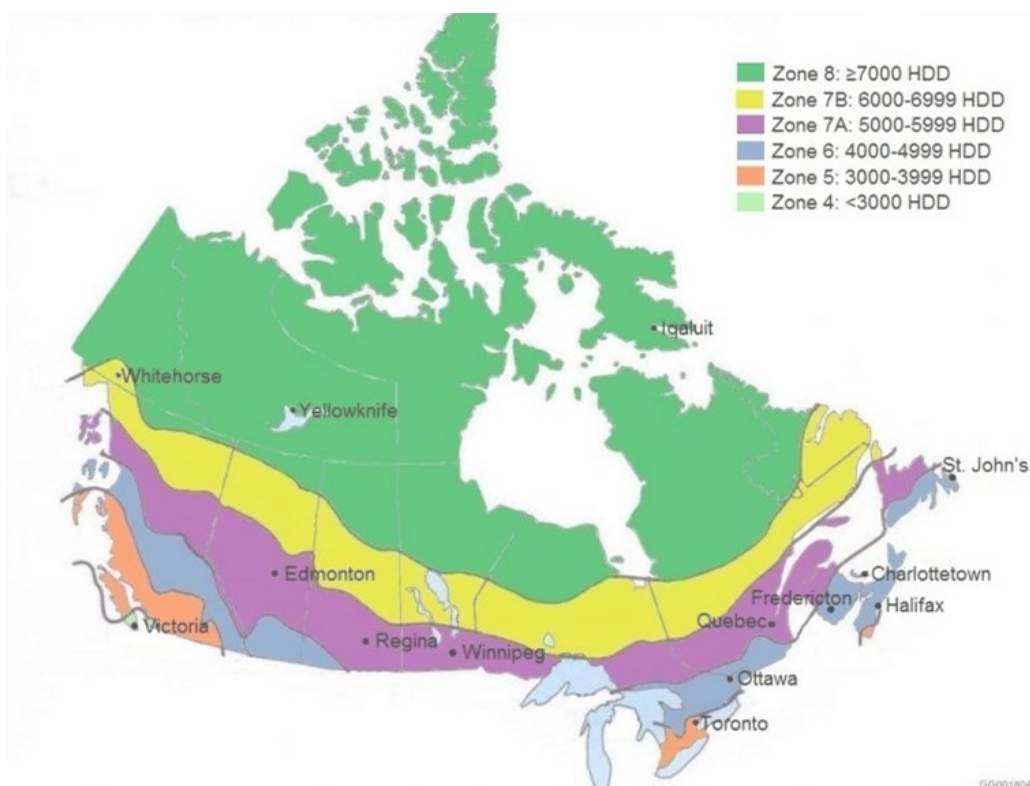 Zone 8: ≥7000 HDD
Zone 7B: 6000-6999 HDD
Zone 7A: 5000-5999 HDD
Zone 6: 4000-4999 HDD
Zone 5: 3000-3999 HDD
Zone 4: <3000 HDD
Iqaluit
Whitehorse
Yellowknife
St. John's
Edmonton
Charlottetown
Fredericton
Halifax
Victoria
Quebec
Regina
Winnipeg
Ottawa
Toronto